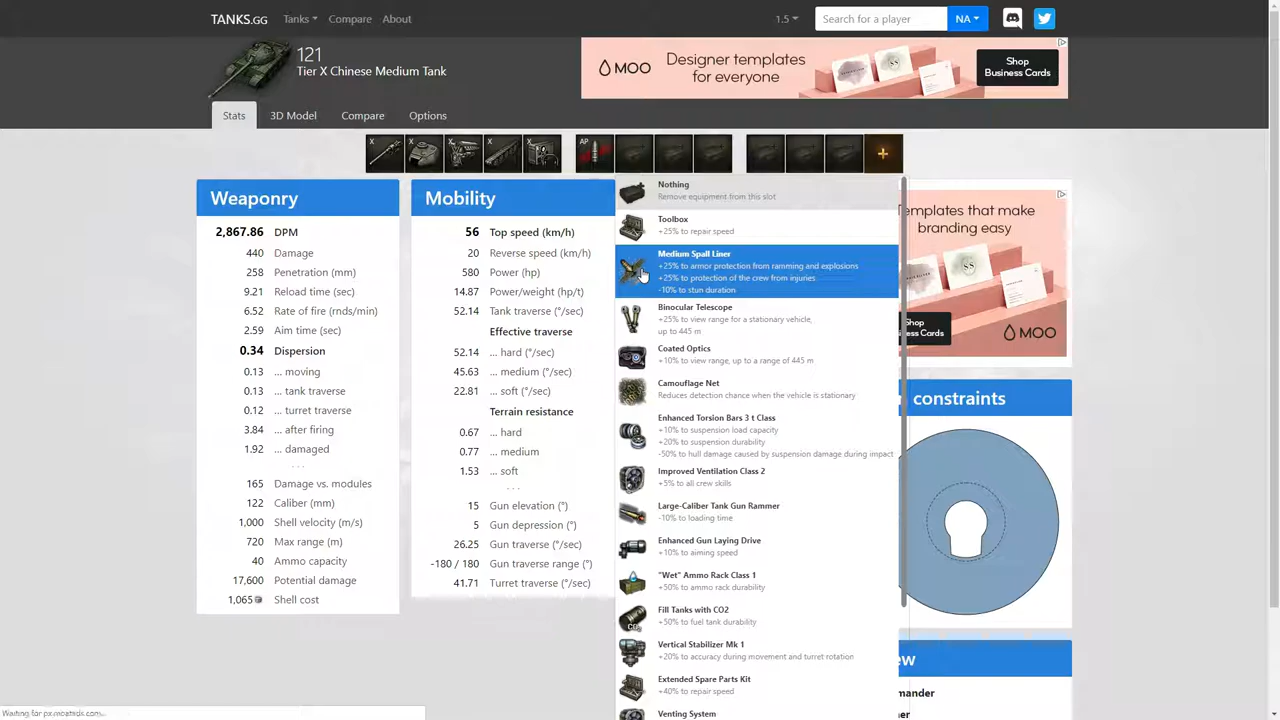 TANKS.GG
Tanks
Compare
About
1.5
Search for a player
NA
121
Tier X Chinese Medium Tank
MOO
Designer templates
for everyone
Shop
Business Cards
Stats
3D Model
Compare
Options
X
X
X
X
X
AP
Weaponry
2,867.86 DPM
440 Damage
258 Penetration (mm)
9.21 Reload time (sec)
6.52 Rate of fire (rnds/min)
2.59 Aim time (sec)
0.34 Dispersion
0.13 ... moving
0.13 ... tank traverse
0.12 ... turret traverse
3.84 ... after firing
1.92 ... damaged
165 Damage vs. modules
122 Caliber (mm)
1,000 Shell velocity (m/s)
720 Max range (m)
40 Ammo capacity
17,600 Potential damage
1,065 Shell cost
Mobility
56 Top speed (km/h)
20 Reverse speed (km/h)
580 Power (hp)
14.87 Power/weight (hp/t)
52.14 Tank traverse (°/sec)
Effective traverse
52.14 ... hard (°/sec)
45.63 ... medium (°/sec)
22.81 ... soft (°/sec)
Terrain resistance
0.67 ... hard
0.77 ... medium
1.53 ... soft
15 Gun elevation (°)
5 Gun depression (°)
26.25 Gun traverse (°/sec)
-180 / 180 Gun traverse range (°)
41.71 Turret traverse (°/sec)
Nothing
Remove equipment from this slot
Toolbox
+25% to repair speed
Medium Spall Liner
+25% to armor protection from ramming and explosions
+25% to protection of the crew from injuries
-10% to stun duration
Binocular Telescope
+25% to view range for a stationary vehicle,
up to 445 m
Coated Optics
+10% to view range, up to a range of 445 m
Camouflage Net
Reduces detection chance when the vehicle is stationary
Enhanced Torsion Bars 3 t Class
+10% to suspension load capacity
+20% to suspension durability
-50% to hull damage caused by suspension damage during impact
Improved Ventilation Class 2
+5% to all crew skills
Large-Caliber Tank Gun Rammer
-10% to loading time
Enhanced Gun Laying Drive
+10% to aiming speed
"Wet" Ammo Rack Class 1
+50% to ammo rack durability
Fill Tanks with CO2
+50% to fuel tank durability
Vertical Stabilizer Mk 1
+20% to accuracy during movement and turret rotation
Extended Spare Parts Kit
+40% to repair speed
Venting System
Templates that make
branding easy
Shop
ness Cards
MOO
constraints
ew
mander